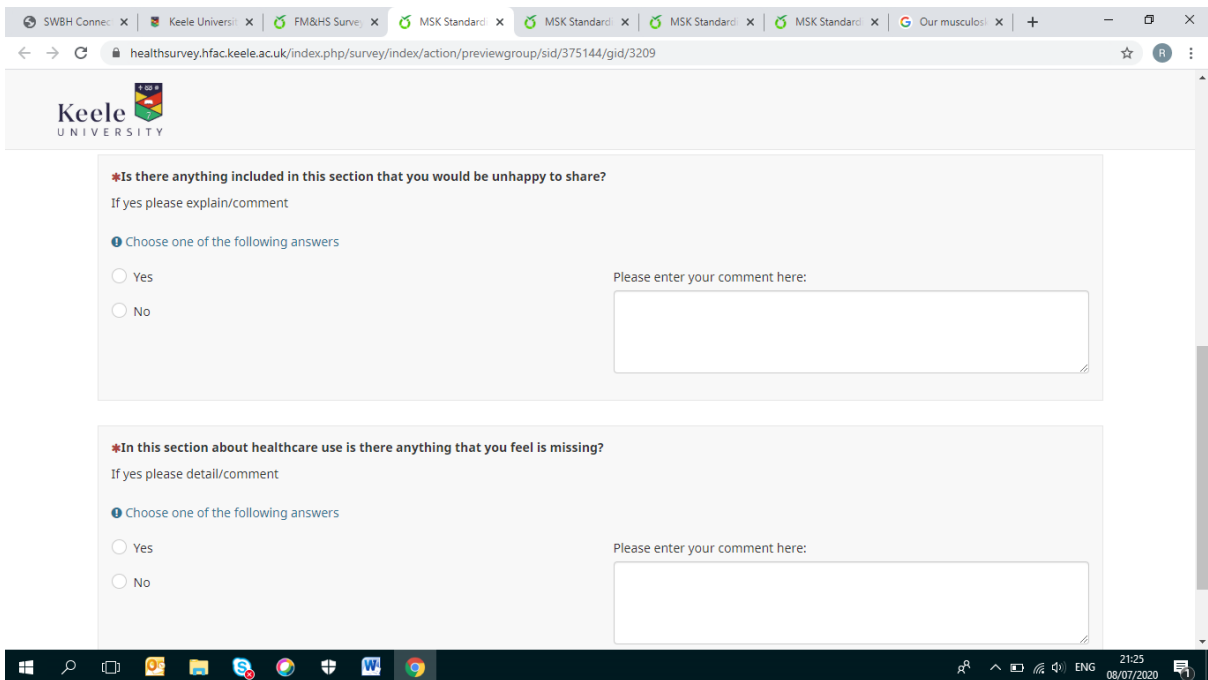 SWBH Connec
Keele Universit
FM&HS Survey
MSK Standardi
MSK Standardi
MSK Standardi
MSK Standardi
Our musculosk
healthsurvey.hfac.keele.ac.uk/index.php/survey/index/action/previewgroup/sid/375144/gid/3209
R
Keele
UNIVERSITY
✱Is there anything included in this section that you would be unhappy to share?
If yes please explain/comment
Choose one of the following answers
Yes
Please enter your comment here:
No
✱In this section about healthcare use is there anything that you feel is missing?
If yes please detail/comment
Choose one of the following answers
Yes
Please enter your comment here:
No
ENG
21:25
08/07/2020